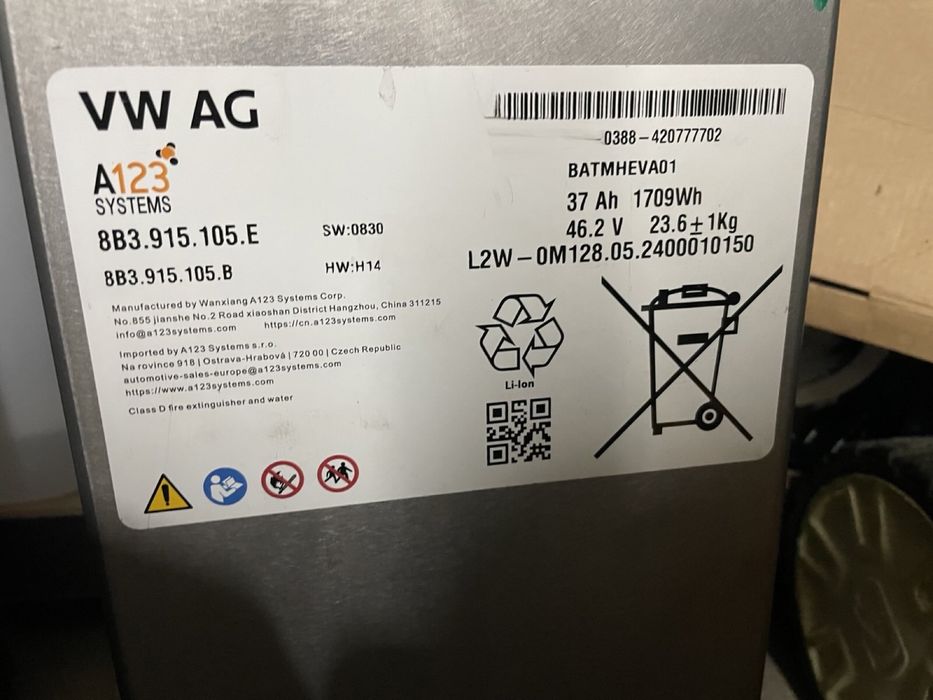 VW AG
A123
SYSTEMS
8B3.915.105.E SW:0830
8B3.915.105.B HW:H14
Manufactured by Wanxiang A123 Systems Corp.
No.855 jianshe No.2 Road xiaoshan District Hangzhou, China 311215
info@a123systems.com https://cn.a123systems.com
Imported by A123 Systems s.r.o.
Na rovince 918 | Ostrava-Hrabová | 720 00 | Czech Republic
automotive-sales-europe@a123systems.com
https://www.a123systems.com
Class D fire extinguisher and water
0388-420777702
BATMHEVA01
37 Ah 1709Wh
46.2 V 23.6±1Kg
L2W-0M128.05.2400010150
Li-Ion